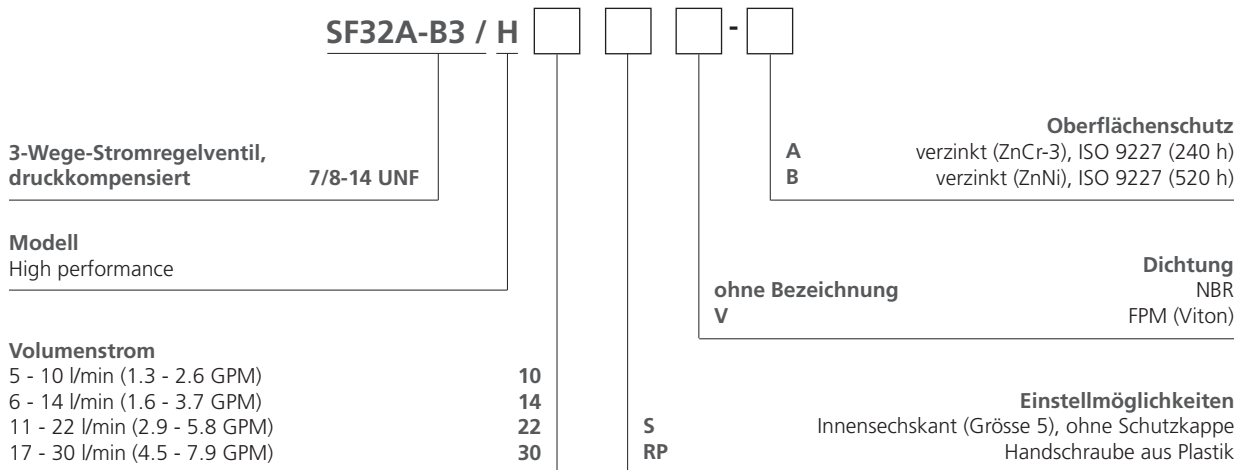 SF32A-B3 / H -
3-Wege-Stromregelventil,
druckkompensiert 7/8-14 UNF
Modell
High performance
Volumenstrom
5 - 10 l/min (1.3 - 2.6 GPM) 10
6 - 14 l/min (1.6 - 3.7 GPM) 14
11 - 22 l/min (2.9 - 5.8 GPM) 22
17 - 30 l/min (4.5 - 7.9 GPM) 30
Oberflächenschutz
A verzinkt (ZnCr-3), ISO 9227 (240 h)
B verzinkt (ZnNi), ISO 9227 (520 h)
Dichtung
ohne Bezeichnung NBR
V FPM (Viton)
Einstellmöglichkeiten
S Innensechskant (Grösse 5), ohne Schutzkappe
RP Handschraube aus Plastik